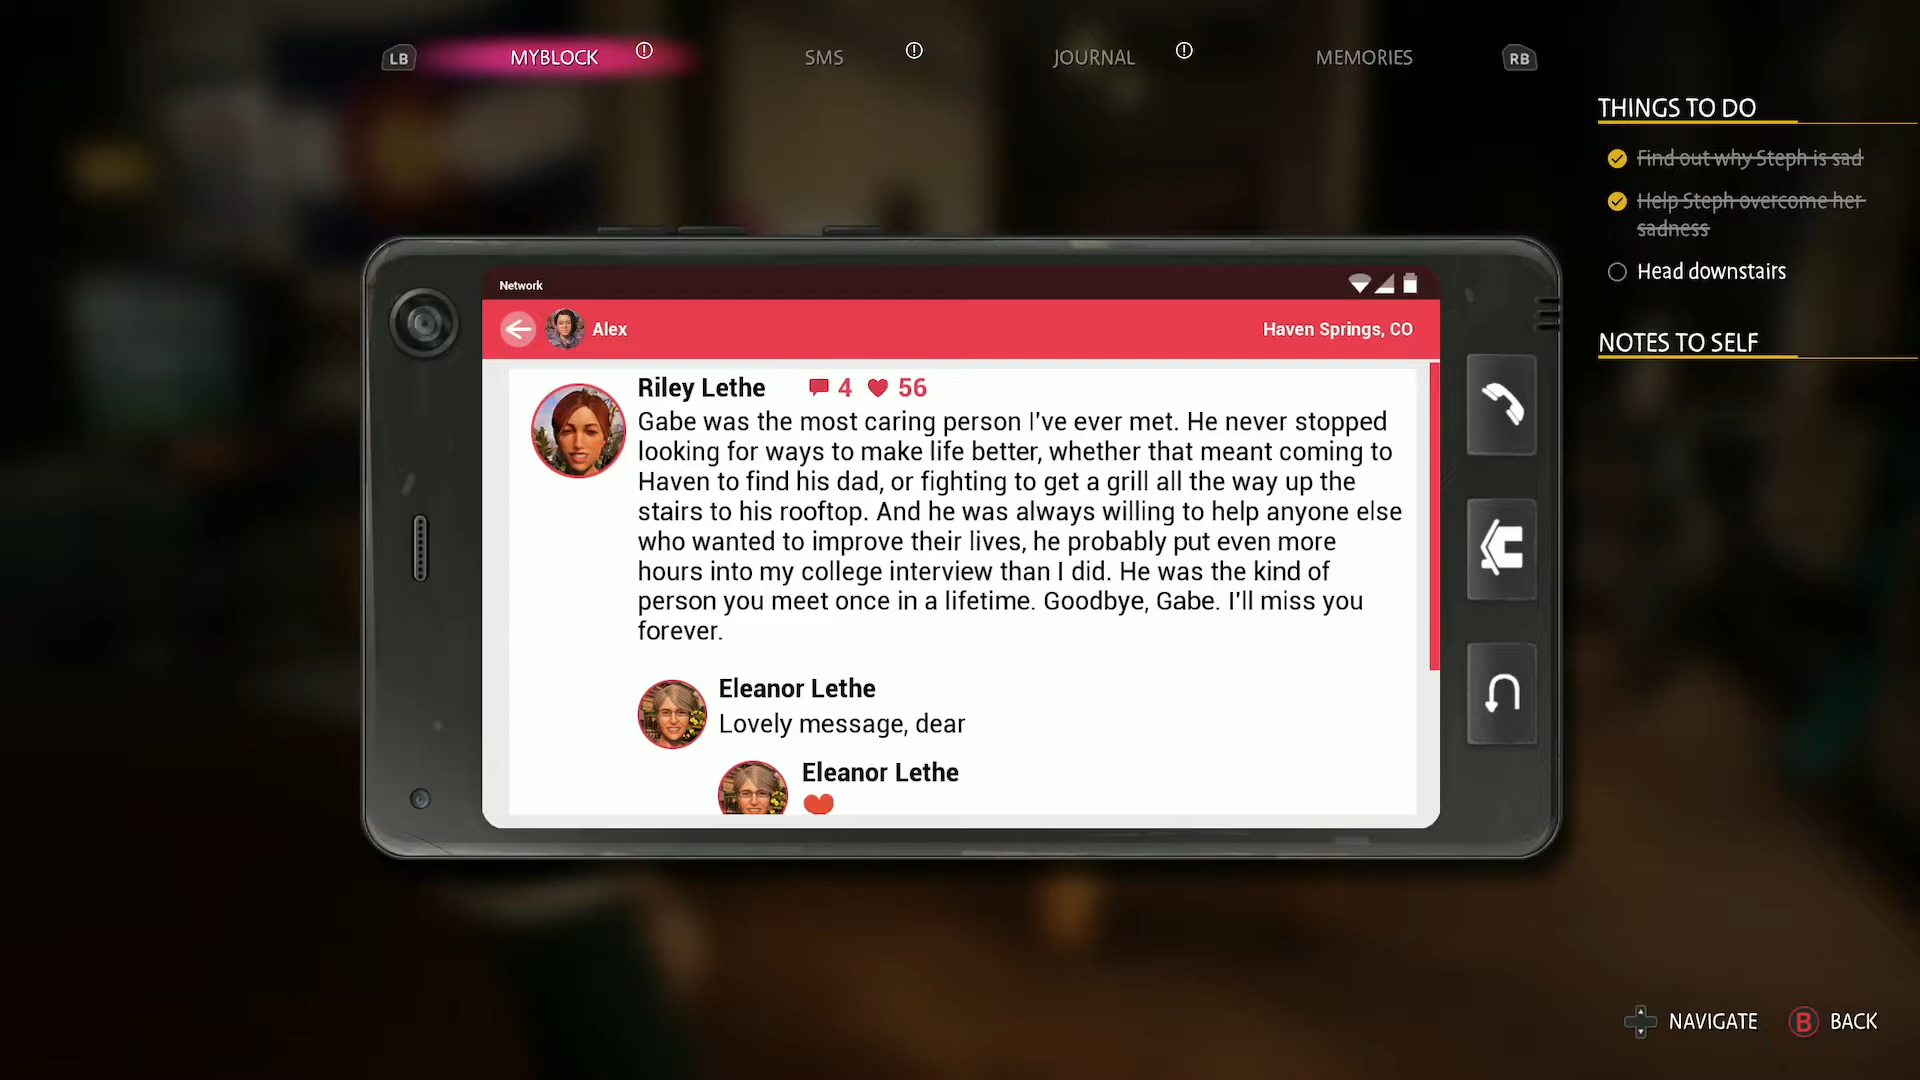 LB
MYBLOCK
SMS
JOURNAL
MEMORIES
RB
THINGS TO DO
Find out why Steph is sad
Help Steph overcome her
sadness
Head downstairs
NOTES TO SELF
Network
Alex
Haven Springs, CO
Riley Lethe 4 56
Gabe was the most caring person I've ever met. He never stopped
looking for ways to make life better, whether that meant coming to
Haven to find his dad, or fighting to get a grill all the way up the
stairs to his rooftop. And he was always willing to help anyone else
who wanted to improve their lives, he probably put even more
hours into my college interview than I did. He was the kind of
person you meet once in a lifetime. Goodbye, Gabe. I'll miss you
forever.
Eleanor Lethe
Lovely message, dear
Eleanor Lethe
NAVIGATE
B BACK